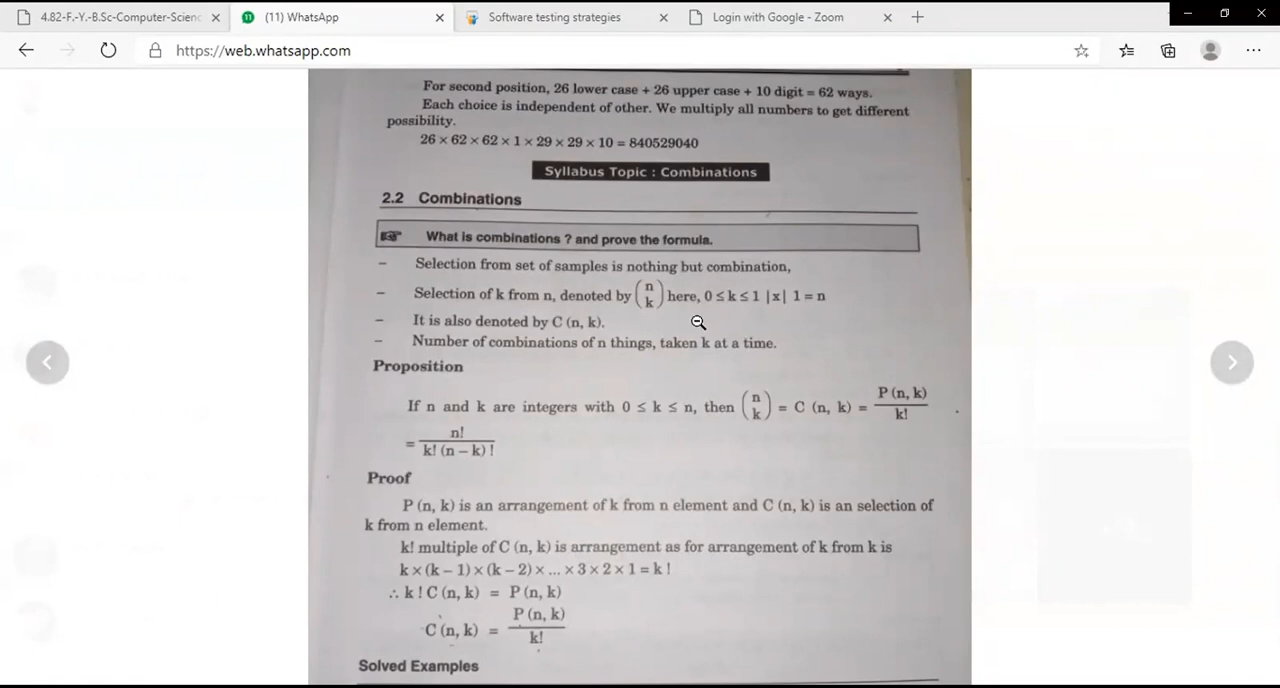 4.82-F.-Y.-B.Sc-Computer-Scienc
(11) WhatsApp
Software testing strategies
Login with Google - Zoom
https://web.whatsapp.com
For second position, 26 lower case + 26 upper case + 10 digit = 62 ways.
Each choice is independent of other. We multiply all numbers to get different
possibility.
26 × 62 × 62 × 1 × 29 × 29 × 10 = 840529040
Syllabus Topic : Combinations
2.2 Combinations
What is combinations ? and prove the formula.
– Selection from set of samples is nothing but combination,
– Selection of k from n, denoted by (n k) here, 0 ≤ k ≤ 1 |x| 1 = n
– It is also denoted by C (n, k).
– Number of combinations of n things, taken k at a time.
Proposition
If n and k are integers with 0 ≤ k ≤ n, then (n k) = C (n, k) = P (n, k) / k!
= n! / k! (n – k) !
Proof
P (n, k) is an arrangement of k from n element and C (n, k) is an selection of
k from n element.
k! multiple of C (n, k) is arrangement as for arrangement of k from k is
k × (k – 1) × (k – 2) × ... × 3 × 2 × 1 = k !
∴ k ! C (n, k) = P (n, k)
C (n, k) = P (n, k) / k!
Solved Examples